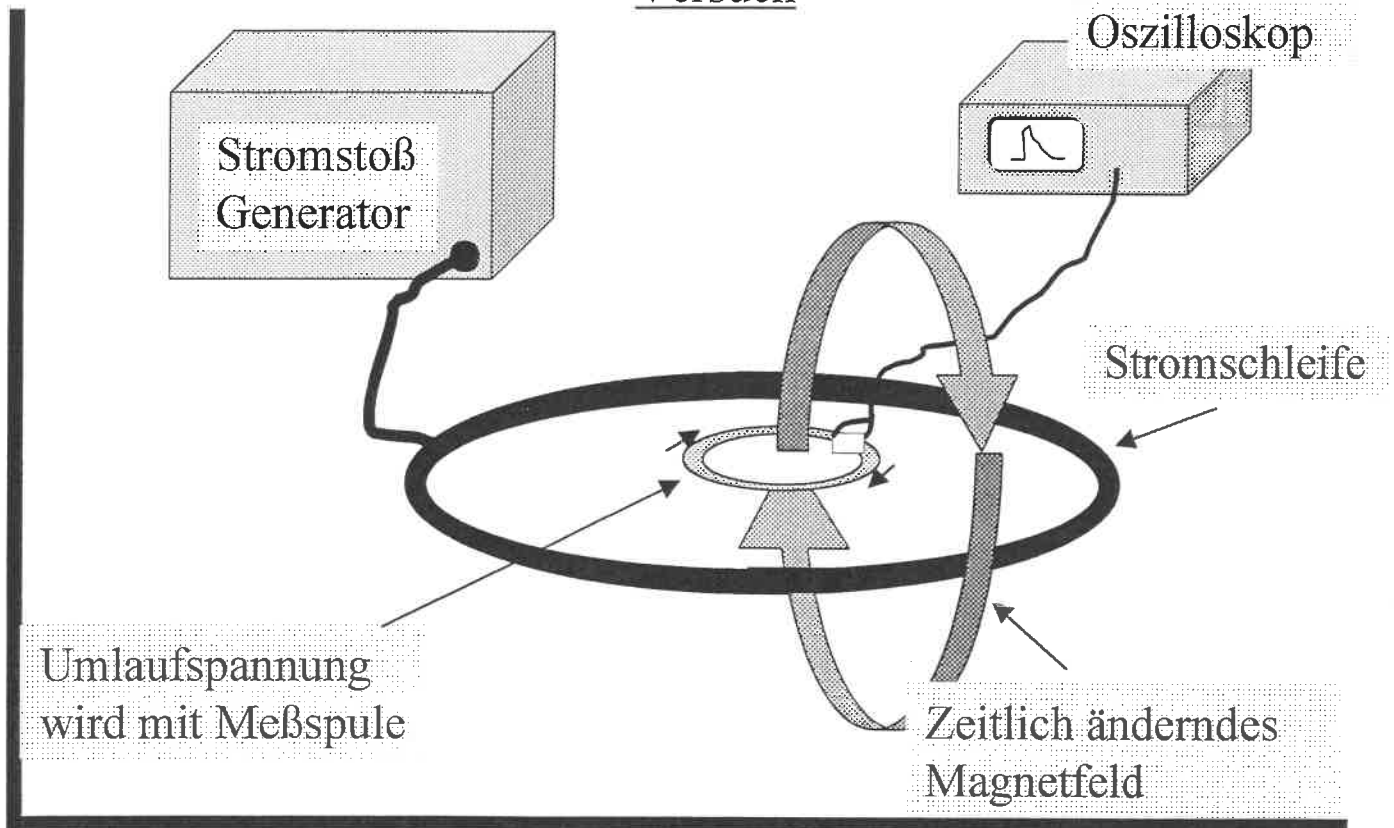 Oszilloskop
Stromstoß
Generator
Stromschleife
Umlaufspannung
wird mit Meßspule
Zeitlich änderndes
Magnetfeld